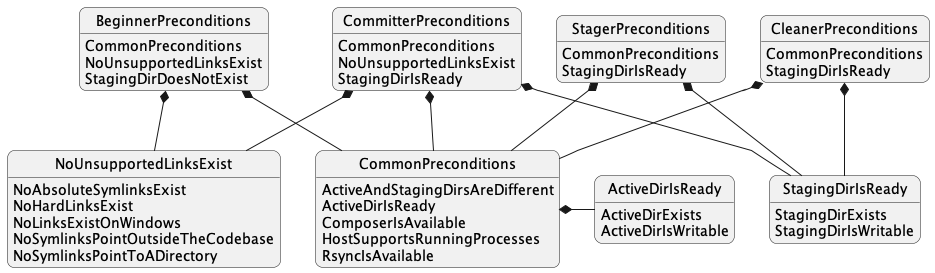 BeginnerPreconditions
CommonPreconditions
NoUnsupportedLinksExist
StagingDirDoesNotExist
CommitterPreconditions
CommonPreconditions
NoUnsupportedLinksExist
StagingDirIsReady
StagerPreconditions
CommonPreconditions
StagingDirIsReady
CleanerPreconditions
CommonPreconditions
StagingDirIsReady
NoUnsupportedLinksExist
NoAbsoluteSymlinksExist
NoHardLinksExist
NoLinksExistOnWindows
NoSymlinksPointOutsideTheCodebase
NoSymlinksPointToADirectory
CommonPreconditions
ActiveAndStagingDirsAreDifferent
ActiveDirIsReady
ComposerIsAvailable
HostSupportsRunningProcesses
RsyncIsAvailable
ActiveDirIsReady
ActiveDirExists
ActiveDirIsWritable
StagingDirIsReady
StagingDirExists
StagingDirIsWritable